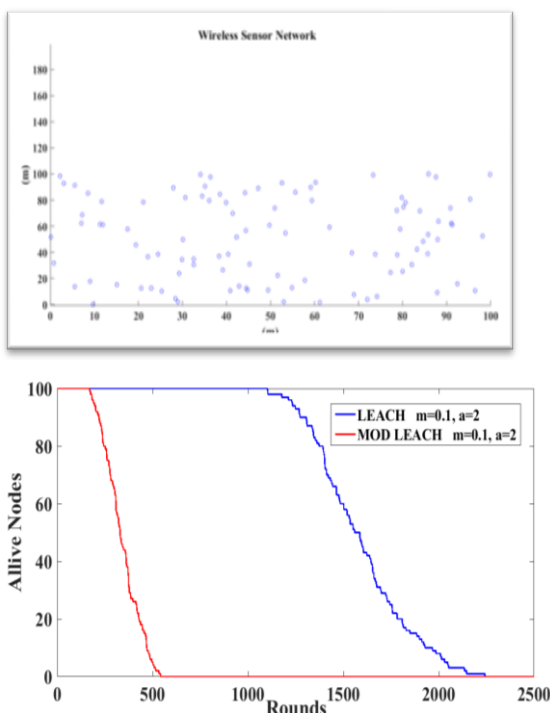 Wireless Sensor Network
180
160
140
120
100
80
60
40
20
0
(m)
0 10 20 30 40 50 60 70 80 90 100
(m)
100
80
60
40
20
0
Allive Nodes
LEACH m=0.1, a=2
MOD LEACH m=0.1, a=2
0 500 1000 1500 2000 2500
Rounds